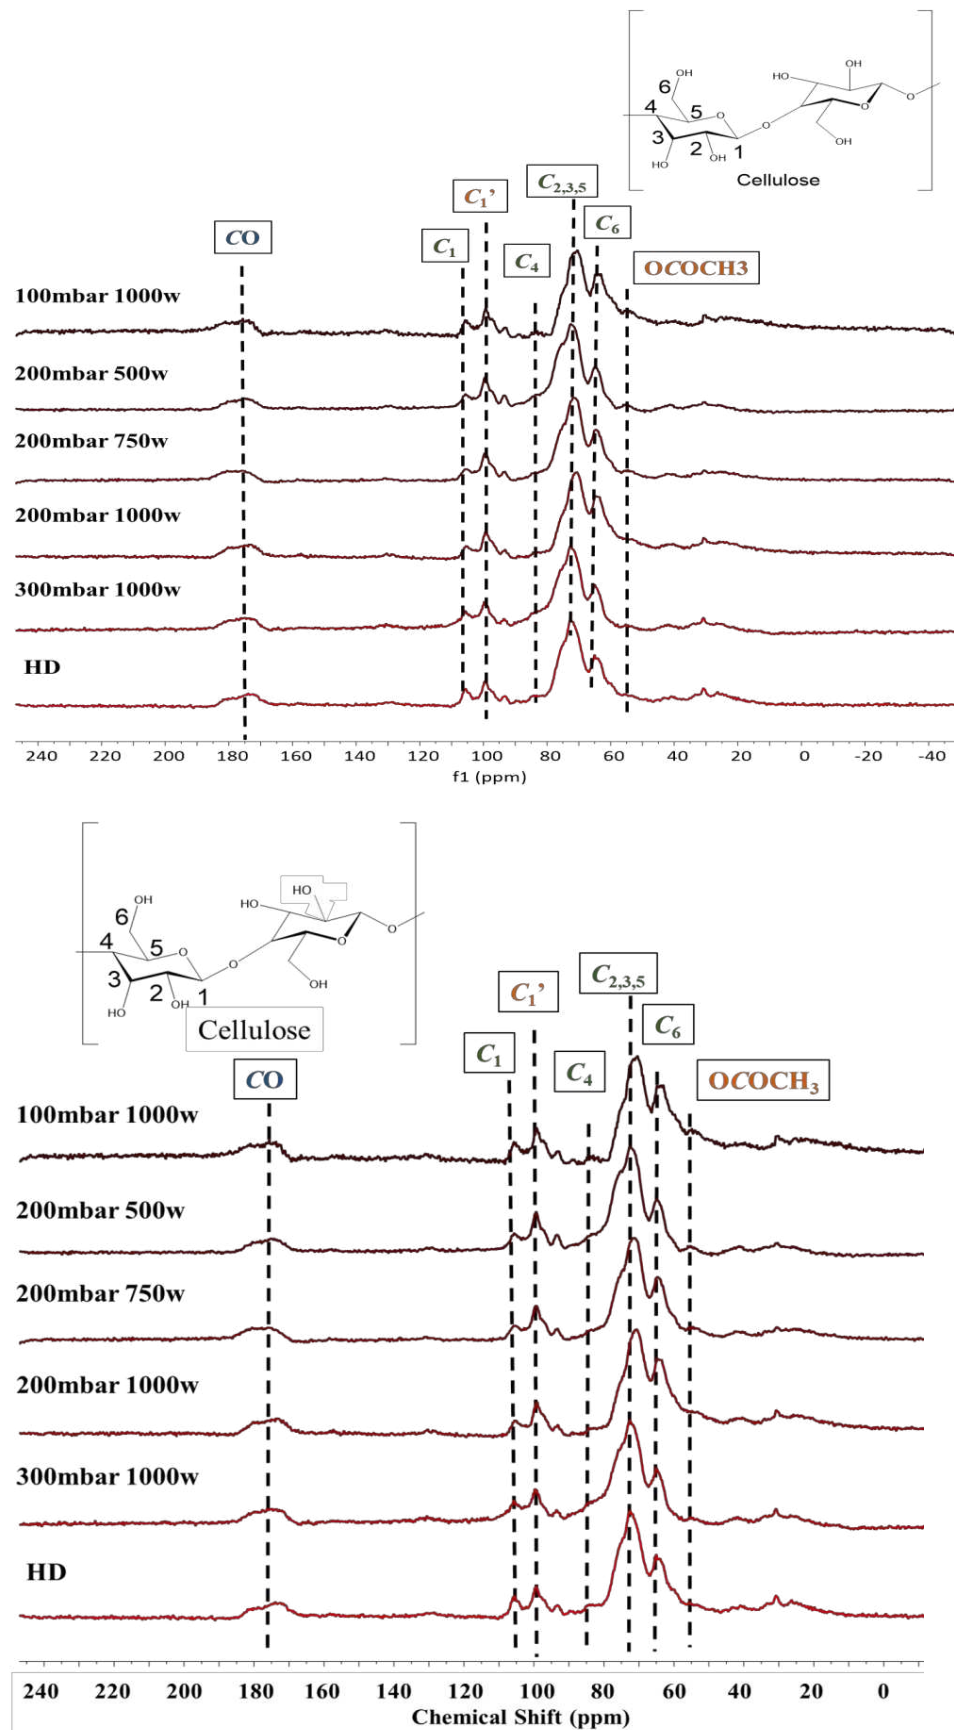 OH
6
4
5
O
3
2
HO
OH
1
O
HO
OH
O
O
OH
Cellulose
C2,3,5
C1’
C6
CO
C1
C4
OCOCH3
100mbar 1000w
200mbar 500w
200mbar 750w
200mbar 1000w
300mbar 1000w
HD
240 220 200 180 160 140 120 100 80 60 40 20 0 -20 -40
f1 (ppm)
OH
6
4
5
O
3
2
HO
OH
1
O
HO
HO
O
O
OH
Cellulose
C2,3,5
C1’
C6
C1
C4
CO
OCOCH3
100mbar 1000w
200mbar 500w
200mbar 750w
200mbar 1000w
300mbar 1000w
HD
240 220 200 180 160 140 120 100 80 60 40 20 0
Chemical Shift (ppm)